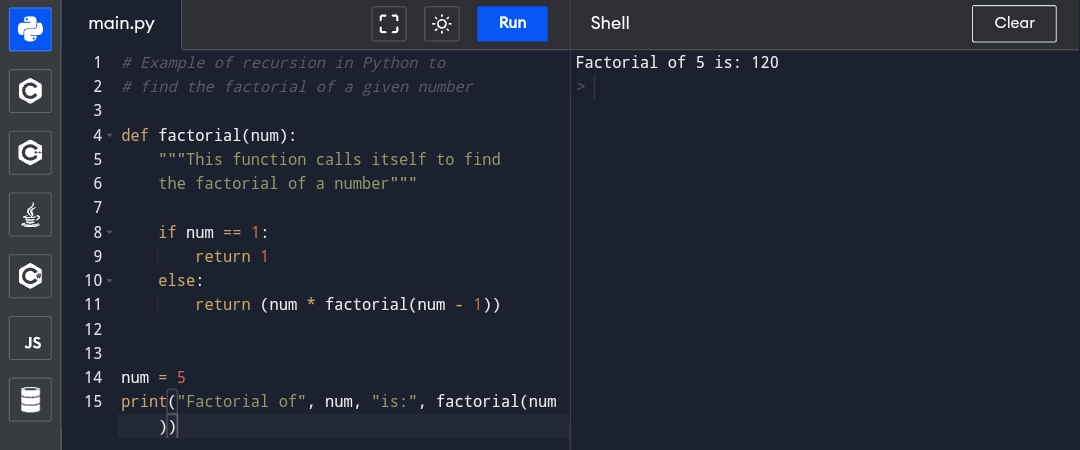 main.py
Run
Shell
Clear
1 # Example of recursion in Python to
2 # find the factorial of a given number
3
4 def factorial(num):
5     """This function calls itself to find
6     the factorial of a number"""
7
8     if num == 1:
9         return 1
10     else:
11         return (num * factorial(num - 1))
12
13
14 num = 5
15 print("Factorial of", num, "is:", factorial(num
    ))
Factorial of 5 is: 120
>
C
C++
C#
JS